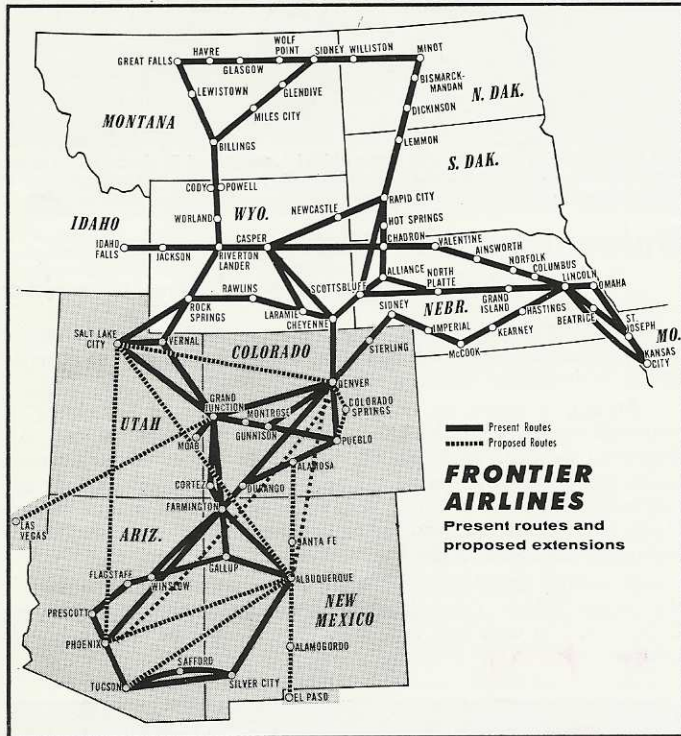 WOLF
POINT
SIDNEY
WILLISTON
MINOT
HAVRE
GREAT FALLS
GLASGOW
BISMARCK-
MANDAN
LEWISTOWN
GLENDIVE
N. DAK.
MILES CITY
DICKINSON
MONTANA
LEMMON
BILLINGS
S. DAK.
CODY
POWELL
RAPID CITY
NEWCASTLE
WYO.
HOT SPRINGS
IDAHO
WORLAND
CASPER
CHADRON
VALENTINE
IDAHO
FALLS
JACKSON
RIVERTON
LANDER
AINSWORTH
NORFOLK
COLUMBUS
ALLIANCE
NORTH
PLATTE
LINCOLN
OMAHA
RAWLINS
SCOTTSBLUFF
ROCK
SPRINGS
LARAMIE
CHEYENNE
SIDNEY
NEBR.
GRAND
ISLAND
HASTINGS
BEATRICE
ST.
JOSEPH
IMPERIAL
KEARNEY
MO.
SALT LAKE
CITY
VERNAL
COLORADO
STERLING
McCOOK
KANSAS
CITY
DENVER
GRAND
JUNCTION
MONTROSE
COLORADO
SPRINGS
UTAH
GUNNISON
PUEBLO
MOAB
ALAMOSA
CORTEZ
DURANGO
FARMINGTON
LAS
VEGAS
ARIZ.
SANTA FE
GALLUP
FLAGSTAFF
WINSLOW
ALBUQUERQUE
PRESCOTT
NEW
MEXICO
PHOENIX
ALAMOGORDO
SAFFORD
TUCSON
SILVER CITY
EL PASO
Present Routes
Proposed Routes
FRONTIER
AIRLINES
Present routes and
proposed extensions